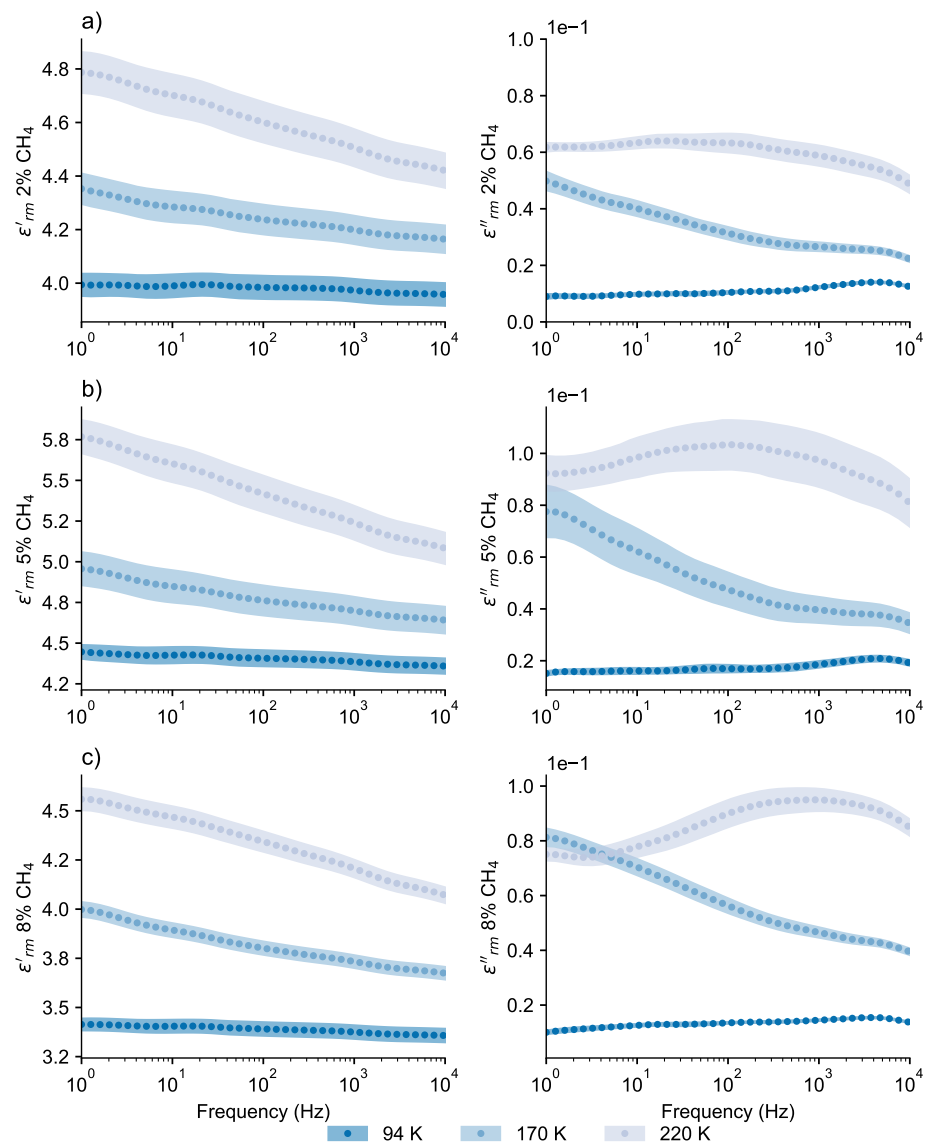 a)
1e−1
4.8
4.6
4.4
4.2
4.0
ε′rm 2% CH4
10^0 10^1 10^2 10^3 10^4
1.0
0.8
0.6
0.4
0.2
0.0
ε″rm 2% CH4
10^0 10^1 10^2 10^3 10^4
b)
1e−1
5.8
5.5
5.2
5.0
4.8
4.5
4.2
ε′rm 5% CH4
10^0 10^1 10^2 10^3 10^4
1.0
0.8
0.6
0.4
0.2
ε″rm 5% CH4
10^0 10^1 10^2 10^3 10^4
c)
1e−1
4.5
4.2
4.0
3.8
3.5
3.2
ε′rm 8% CH4
10^0 10^1 10^2 10^3 10^4
Frequency (Hz)
1.0
0.8
0.6
0.4
0.2
ε″rm 8% CH4
10^0 10^1 10^2 10^3 10^4
Frequency (Hz)
94 K 170 K 220 K